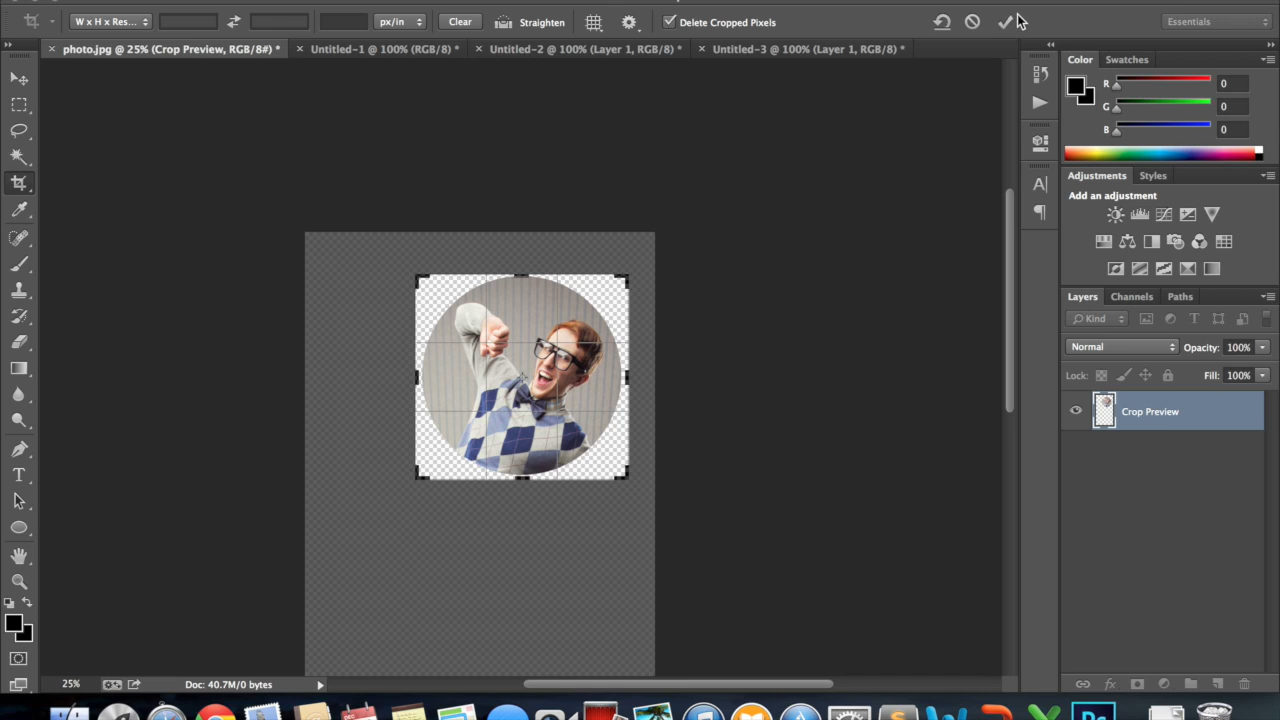 W x H x Res... px/in Clear Straighten Delete Cropped Pixels Essentials
photo.jpg @ 25% (Crop Preview, RGB/8#) * Untitled-1 @ 100% (RGB/8) * Untitled-2 @ 100% (Layer 1, RGB/8) * Untitled-3 @ 100% (Layer 1, RGB/8) *
Color Swatches
R 0
G 0
B 0
Adjustments Styles
Add an adjustment
Layers Channels Paths
Kind
Normal Opacity: 100%
Lock: Fill: 100%
Crop Preview
25% Doc: 40.7M/0 bytes
DEC
Ps